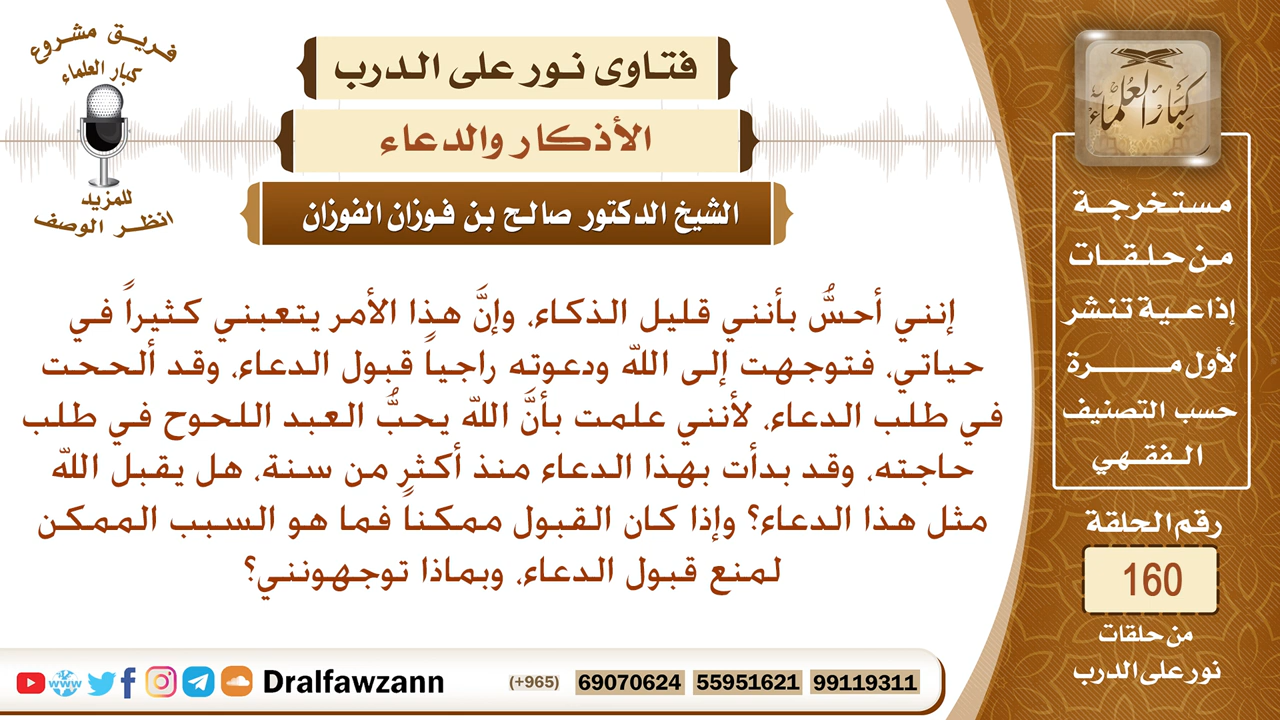 فريق مشروع
كبار العلماء
للمزيد
انظر الوصف
فتاوى نور على الدرب
الأذكار والدعاء
الشيخ الدكتور صالح بن فوزان الفوزان
إنني أحسُّ بأنني قليل الذكاء، وإنَّ هذا الأمر يتعبني كثيراً في
حياتي، فتوجهت إلى الله ودعوته راجياً قبول الدعاء، وقد ألححت
في طلب الدعاء، لأنني علمت بأنَّ الله يحبُّ العبد اللحوح في طلب
حاجته، وقد بدأت بهذا الدعاء منذ أكثر من سنة، هل يقبل الله
مثل هذا الدعاء؟ وإذا كان القبول ممكناً فما هو السبب الممكن
لمنع قبول الدعاء، وبماذا توجهونني؟
كبار العلماء
مستخرجة
من حلقات
إذاعية تنشر
لأول مرة
حسب التصنيف
الفقهي
رقم الحلقة
160
من حلقات
نور على الدرب
www
Dralfawzann
(+965) 69070624 55951621 99119311